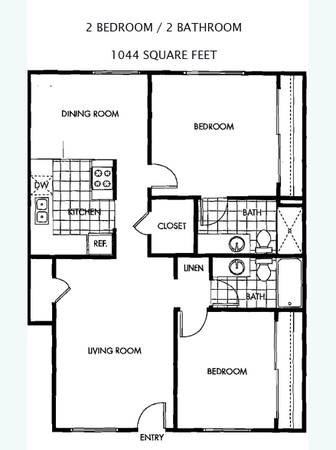 2 BEDROOM / 2 BATHROOM
1044 SQUARE FEET
DINING ROOM
BEDROOM
DW
KITCHEN
CLOSET
BATH
REF.
LINEN
BATH
LIVING ROOM
BEDROOM
ENTRY